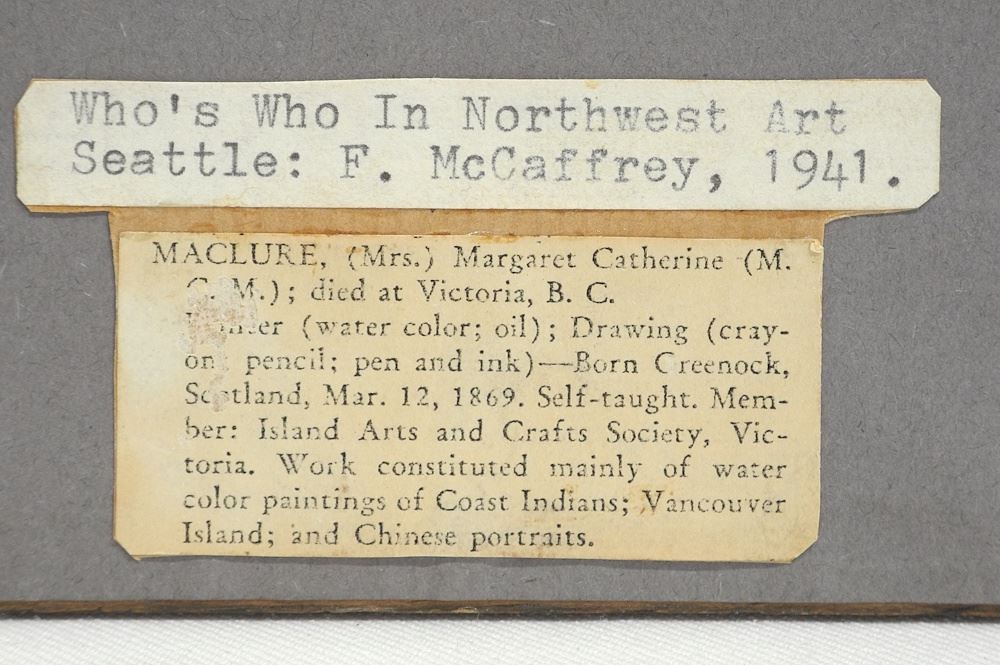 Who's Who In Northwest Art
Seattle: F. McCaffrey, 1941.
MACLURE, (Mrs.) Margaret Catherine (M.
C. M.); died at Victoria, B. C.
(water color; oil); Drawing (cray-
on; pencil; pen and ink)—Born Greenock,
Scotland, Mar. 12, 1869. Self-taught. Mem-
ber: Island Arts and Crafts Society, Vic-
toria. Work constituted mainly of water
color paintings of Coast Indians; Vancouver
Island; and Chinese portraits.